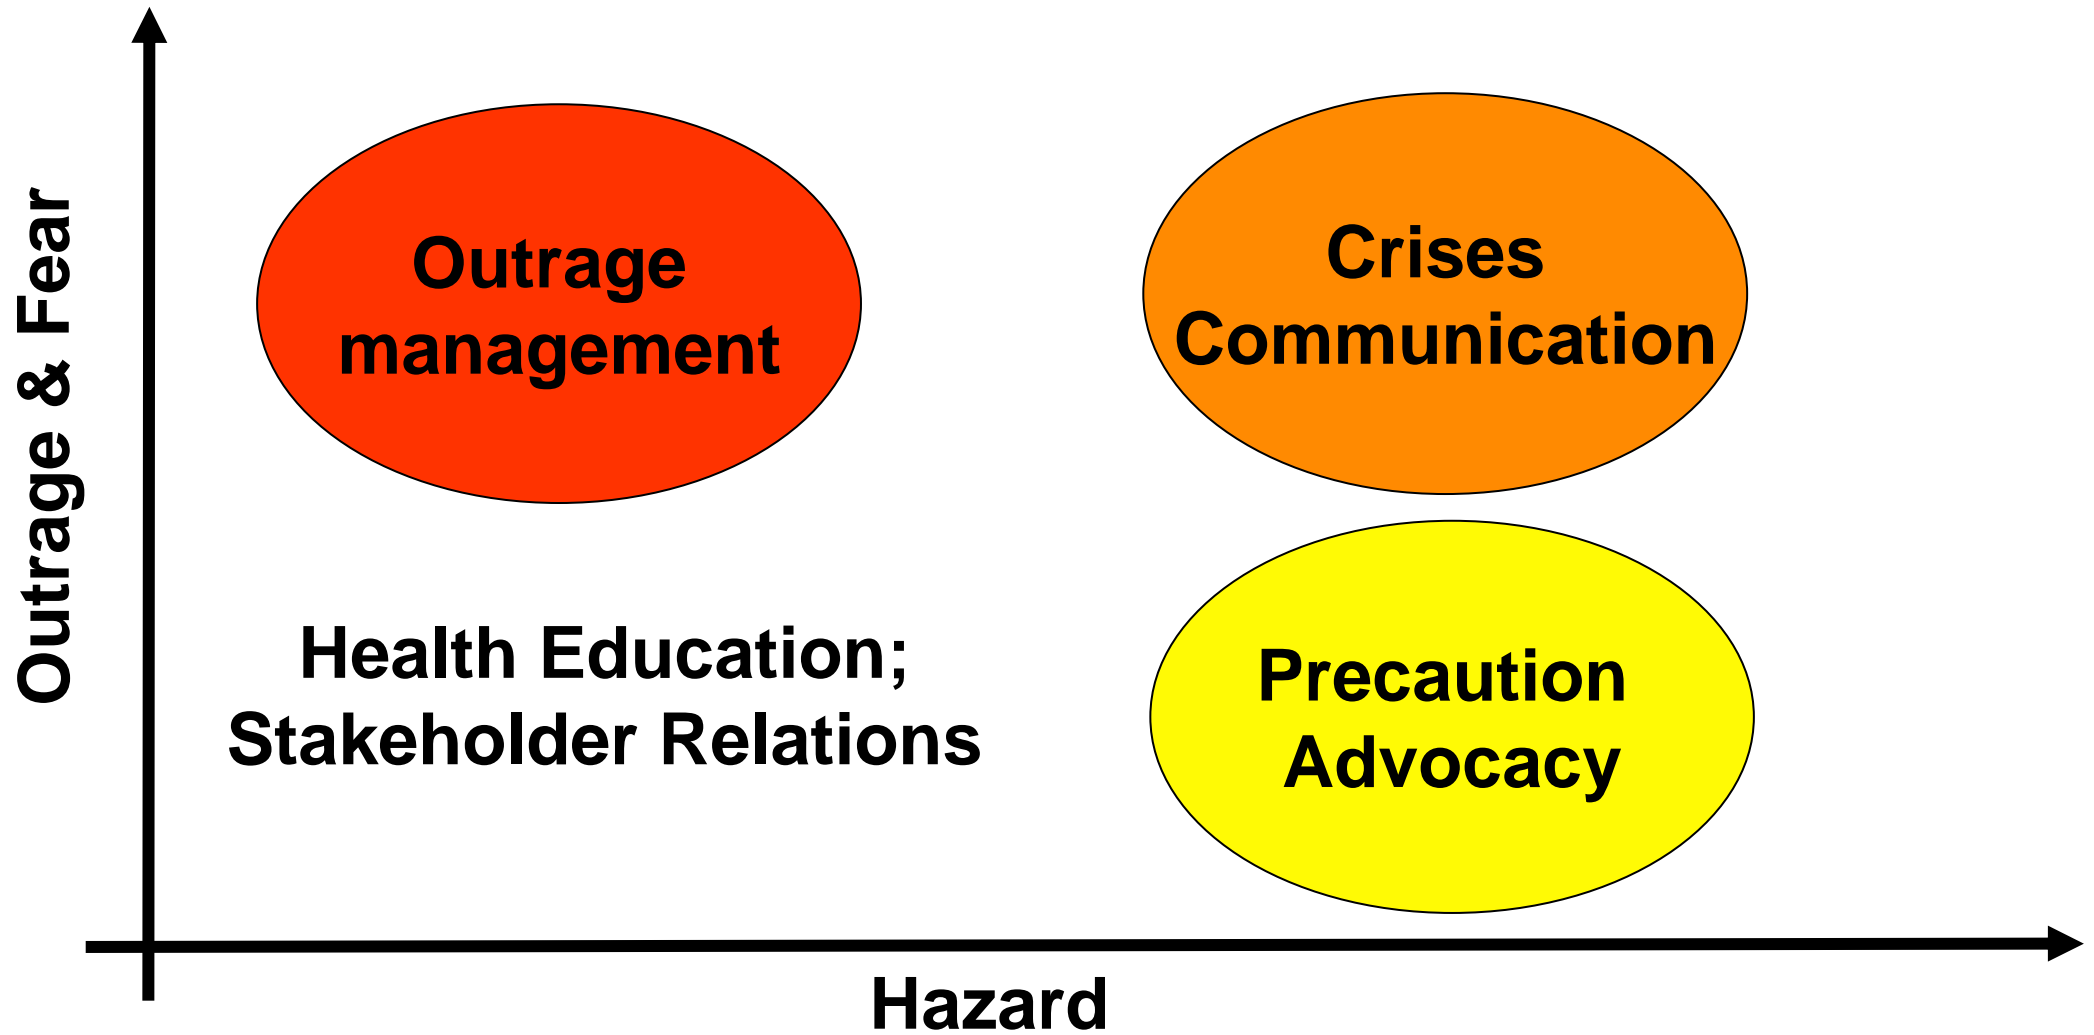 Outrage & Fear
Outrage
management
Crises
Communication
Health Education;
Stakeholder Relations
Precaution
Advocacy
Hazard